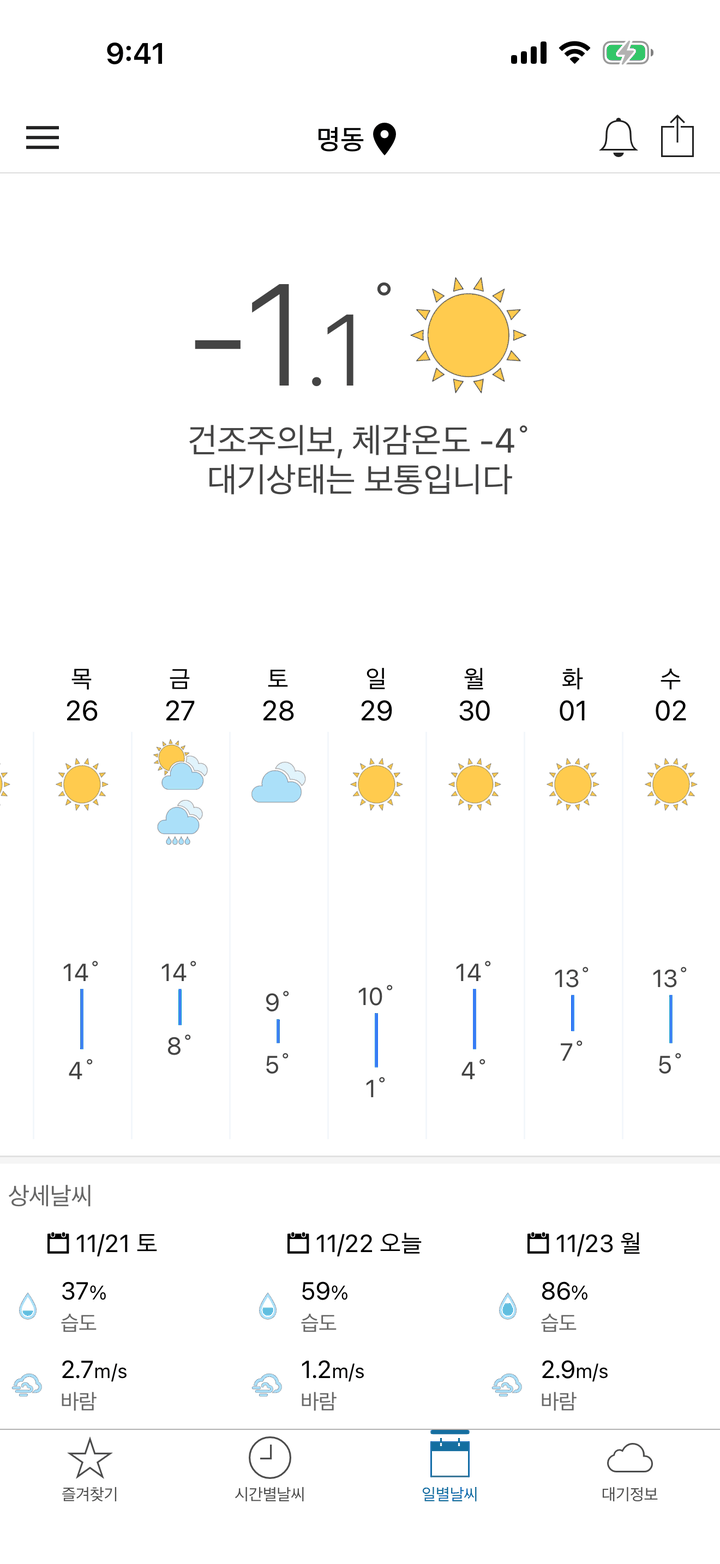 9:41
명동
-1.1°
건조주의보, 체감온도 -4°
대기상태는 보통입니다
목 금 토 일 월 화 수
26 27 28 29 30 01 02
14° 14° 9° 10° 14° 13° 13°
4° 8° 5° 1° 4° 7° 5°
상세날씨
11/21 토 11/22 오늘 11/23 월
37% 59% 86%
습도 습도 습도
2.7m/s 1.2m/s 2.9m/s
바람 바람 바람
즐겨찾기 시간별날씨 일별날씨 대기정보